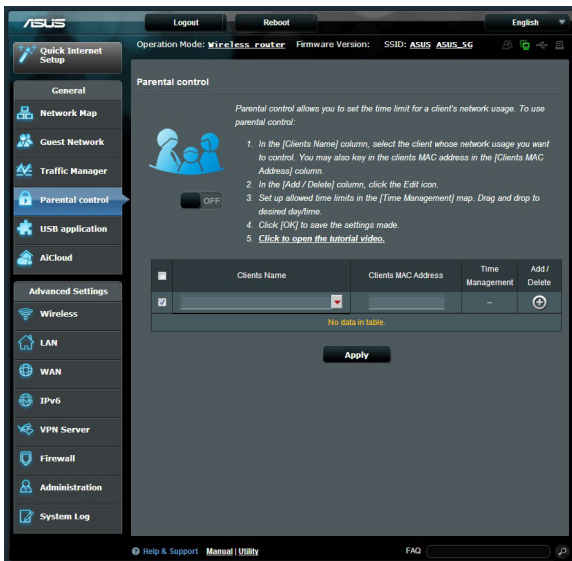 ASUS
Logout
Reboot
English
Quick Internet
Setup
Operation Mode: Wireless router Firmware Version: SSID: ASUS ASUS_5G
General
Network Map
Guest Network
Traffic Manager
Parental control
USB application
AiCloud
Advanced Settings
Wireless
LAN
WAN
IPv6
VPN Server
Firewall
Administration
System Log
Parental control
Parental control allows you to set the time limit for a client's network usage. To use
parental control:
1. In the [Clients Name] column, select the client whose network usage you want
to control. You may also key in the clients MAC address in the [Clients MAC
Address] column.
2. In the [Add / Delete] column, click the Edit icon.
3. Set up allowed time limits in the [Time Management] map. Drag and drop to
desired day/time.
4. Click [OK] to save the settings made.
5. Click to open the tutorial video.
OFF
Clients Name
Clients MAC Address
Time
Management
Add /
Delete
--
No data in table.
Apply
Help & Support Manual | Utility
FAQ